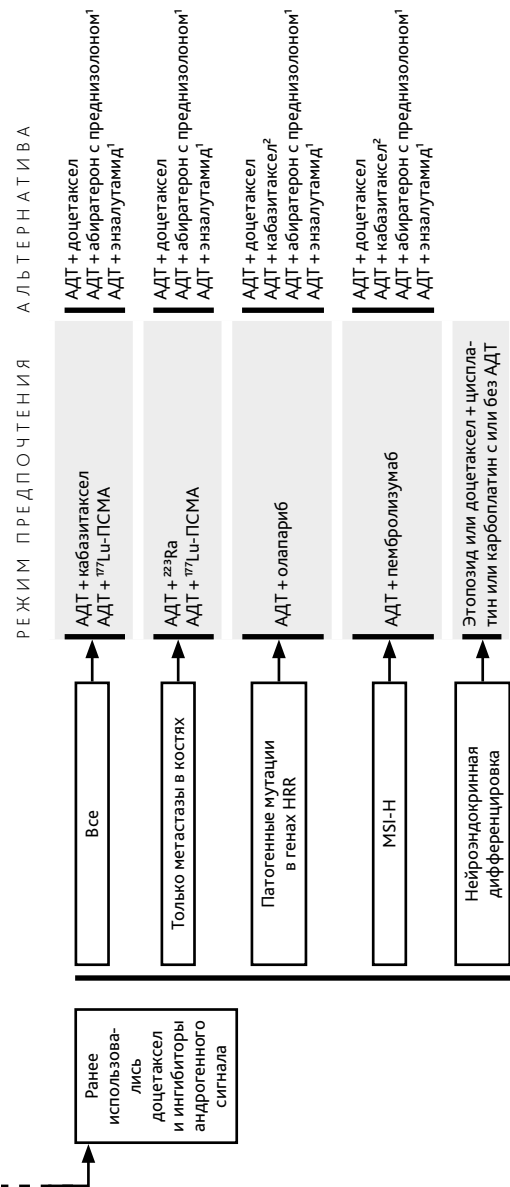 РЕЖИМ ПРЕДПОЧТЕНИЯ
АЛЬТЕРНАТИВА
Ранее
использова-
лись
доцетаксел
и ингибиторы
андрогенного
сигнала
Все
АДТ + кабазитаксел
АДТ + ¹⁷⁷Lu-ПСМА
АДТ + доцетаксел
АДТ + абиратерон с преднизолоном¹
АДТ + энзалутамид¹
Только метастазы в костях
АДТ + ²²³Ra
АДТ + ¹⁷⁷Lu-ПСМА
АДТ + доцетаксел
АДТ + абиратерон с преднизолоном¹
АДТ + энзалутамид¹
Патогенные мутации
в генах HRR
АДТ + олапариб
АДТ + доцетаксел
АДТ + кабазитаксел²
АДТ + абиратерон с преднизолоном¹
АДТ + энзалутамид¹
MSI-H
АДТ + пембролизумаб
АДТ + доцетаксел
АДТ + кабазитаксел²
АДТ + абиратерон с преднизолоном¹
АДТ + энзалутамид¹
Нейроэндокринная
дифференцировка
Этопозид или доцетаксел + циспла-
тин или карбоплатин с или без АДТ